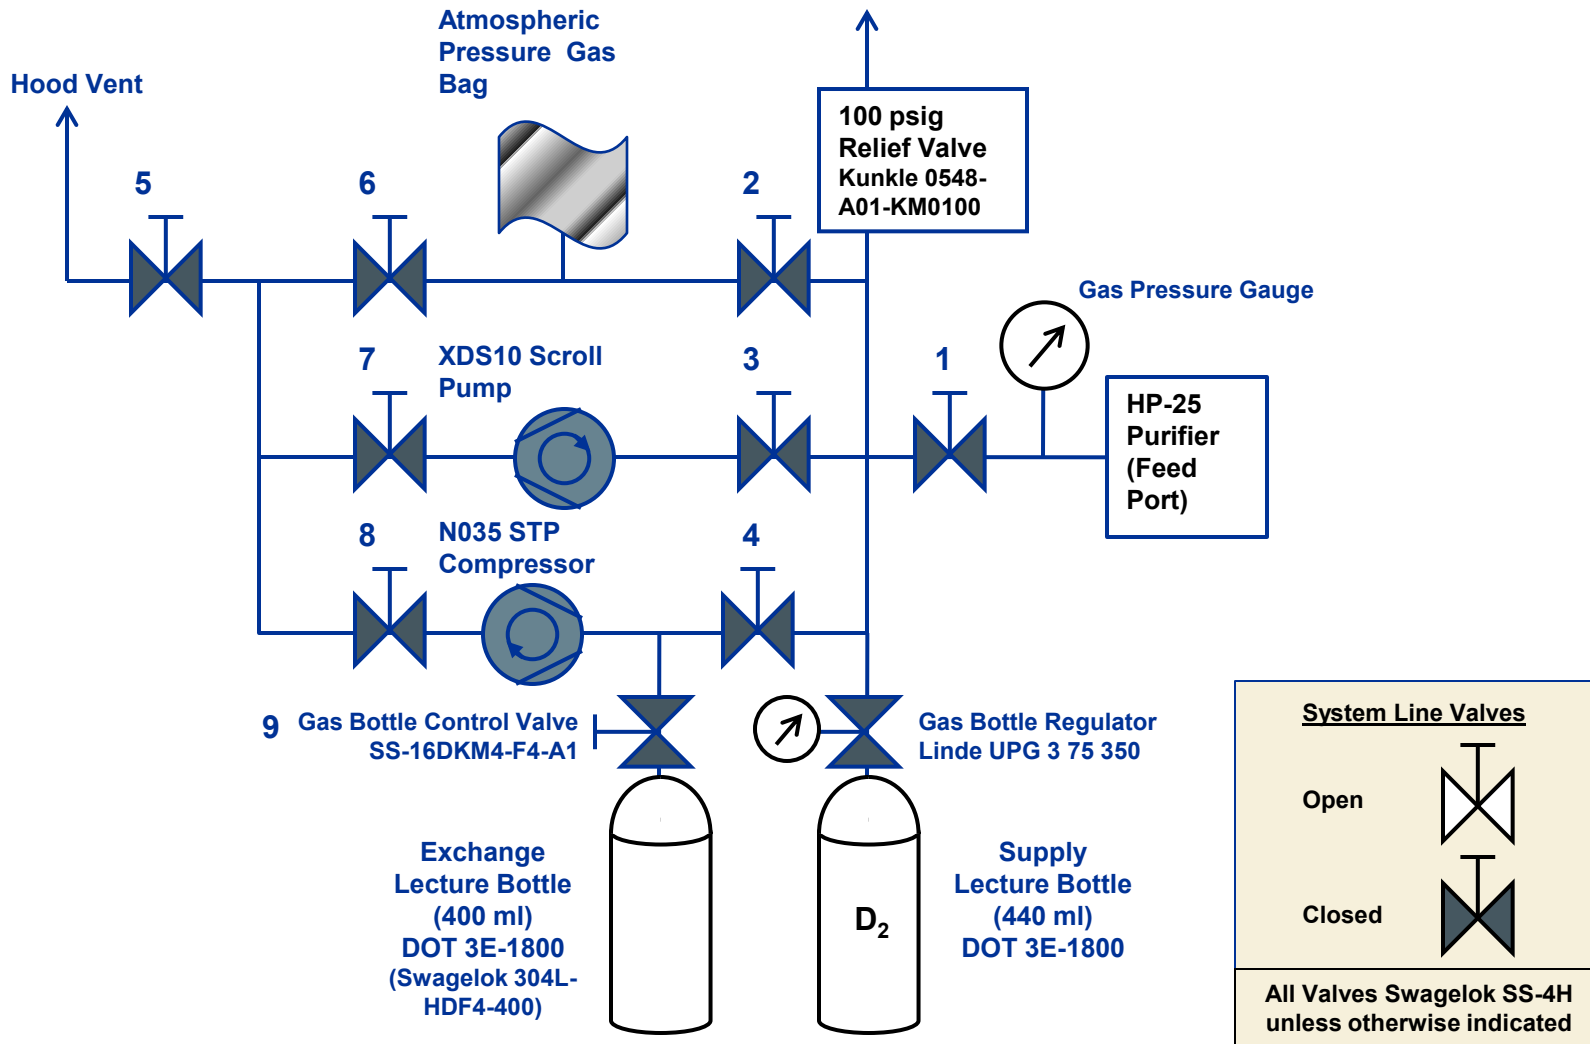 Atmospheric
Pressure Gas
Bag
Hood Vent
100 psig
Relief Valve
Kunkle 0548-
A01-KM0100
5
6
2
Gas Pressure Gauge
7
XDS10 Scroll
Pump
3
1
HP-25
Purifier
(Feed
Port)
8
N035 STP
Compressor
4
9 Gas Bottle Control Valve
SS-16DKM4-F4-A1
Gas Bottle Regulator
Linde UPG 3 75 350
Exchange
Lecture Bottle
(400 ml)
DOT 3E-1800
(Swagelok 304L-
HDF4-400)
D₂
Supply
Lecture Bottle
(440 ml)
DOT 3E-1800
System Line Valves
Open
Closed
All Valves Swagelok SS-4H
unless otherwise indicated